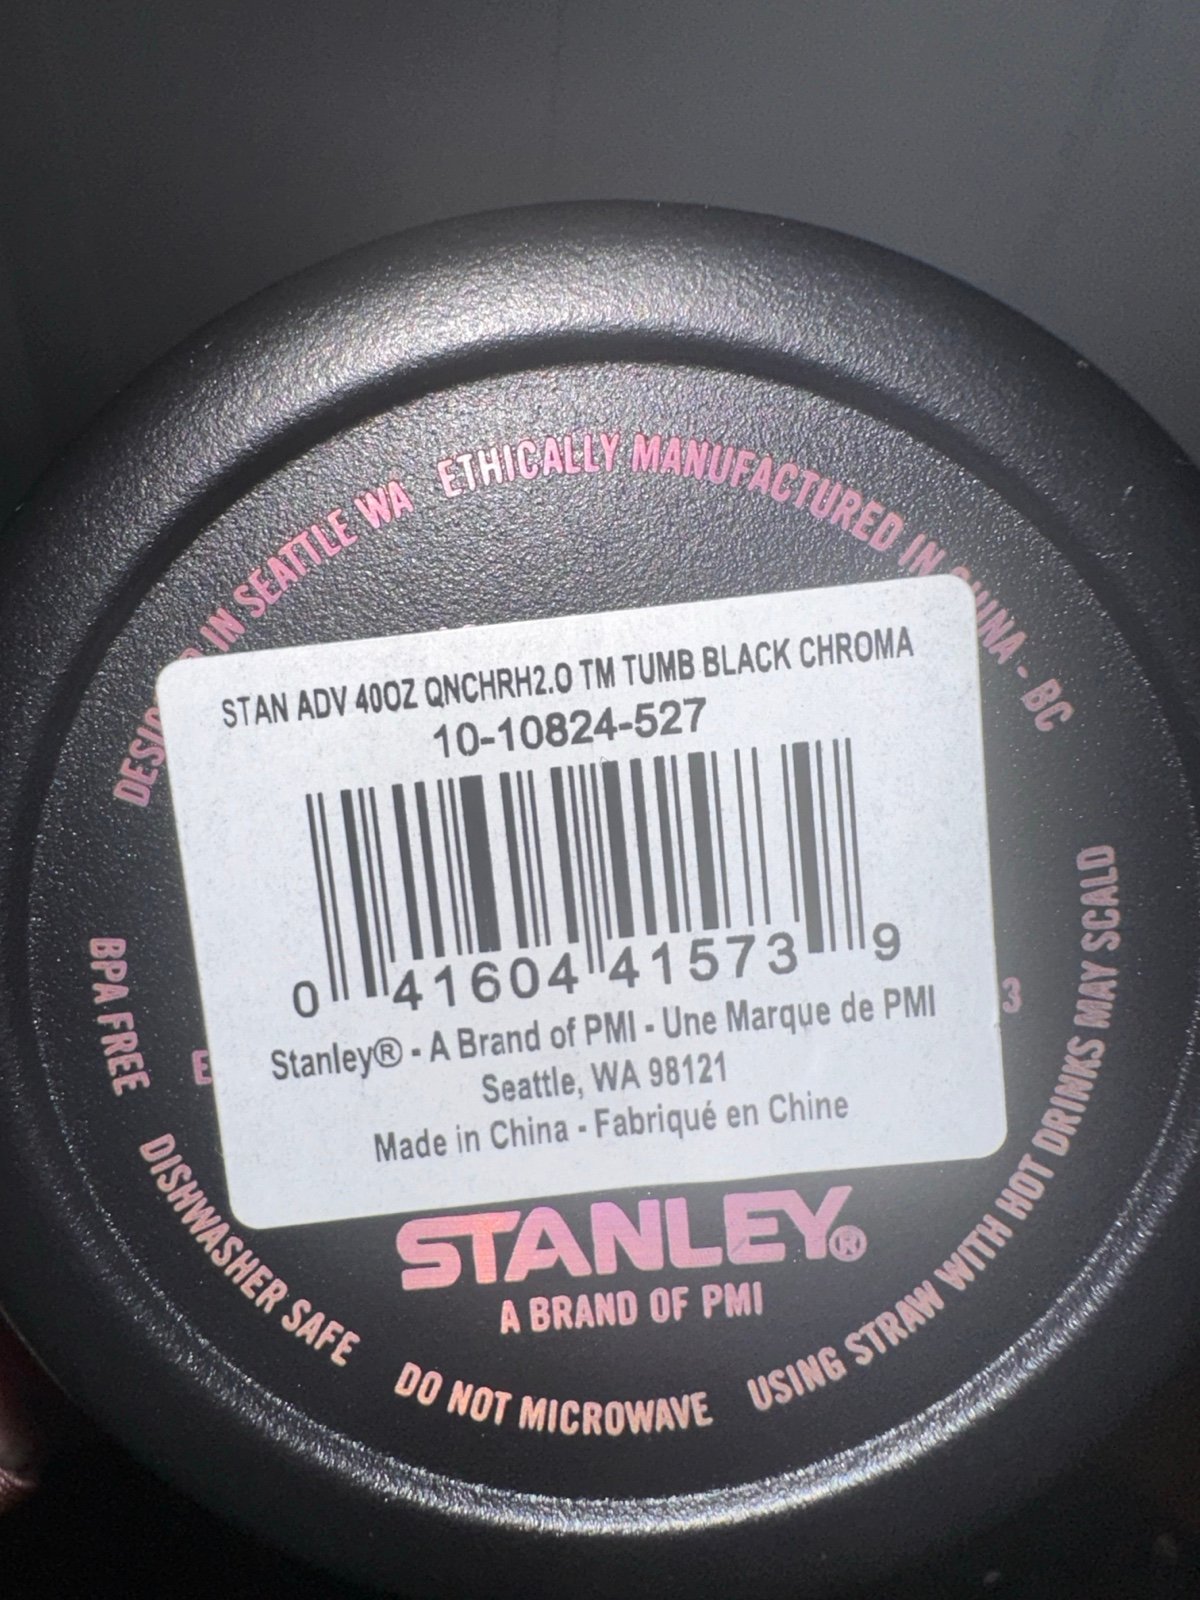 DESIG D IN SEATTLE WA ETHICALLY MANUFACTURED IN CHINA - BC
STAN ADV 40OZ QNCHRH2.0 TM TUMB BLACK CHROMA
10-10824-527
0 41604 41573 9
Stanley® - A Brand of PMI - Une Marque de PMI
Seattle, WA 98121
Made in China - Fabriqué en Chine
E
3
STANLEY®
A BRAND OF PMI
BPA FREE DISHWASHER SAFE DO NOT MICROWAVE USING STRAW WITH HOT DRINKS MAY SCALD